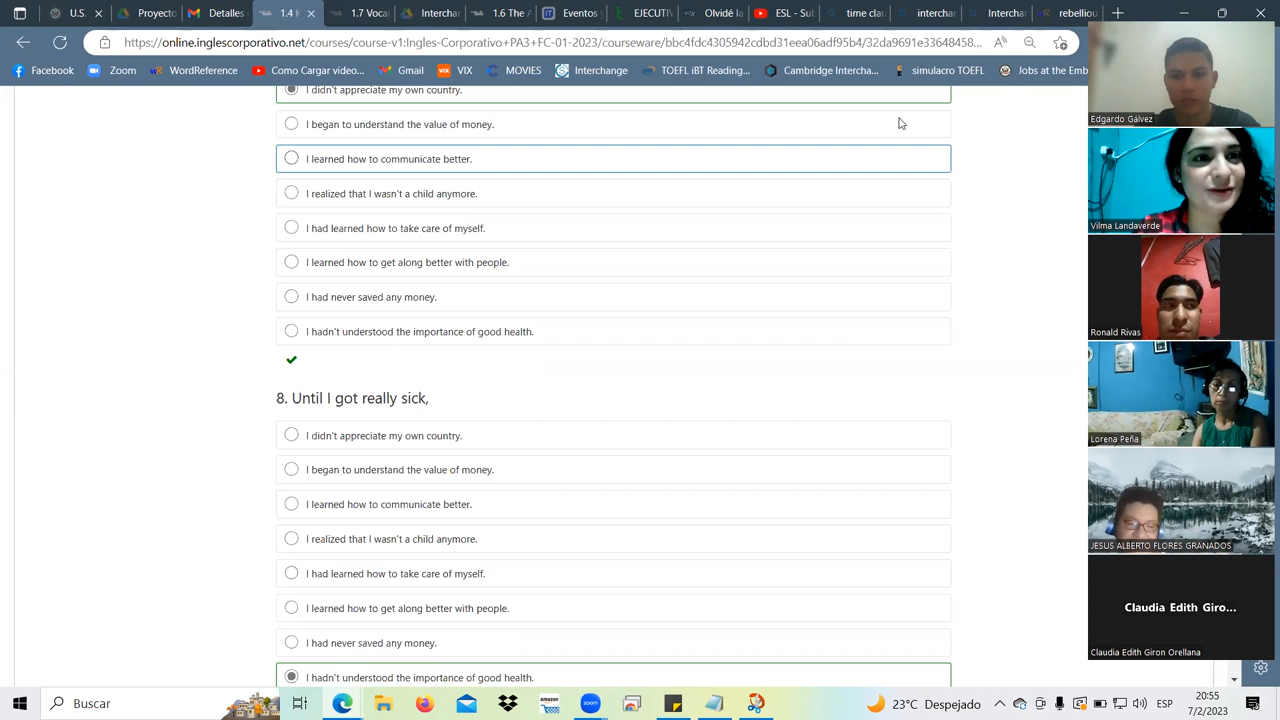 Proyecto
Detalles
1.4 K
1.7 Vocal
Interchar
1.6 Th
Eventos
EJECUTIV
Olvidé la
ESL - Sul
time clau
interchar
interchar
rebeliou
https://online.inglescorporativo.net/courses/course-v1:Ingles-Corporativo+PA3+FC-01-2023/courseware/bbc4fdc4305942cdbd31eea06adf95b4/32da9691e33648458...
Facebook
Zoom
WordReference
Como Cargar video...
Gmail
VIX
MOVIES
Interchange
TOEFL iBT Reading...
Cambridge Intercha...
simulacro TOEFL
Jobs at the Emb
I didn't appreciate my own country.
I began to understand the value of money.
I learned how to communicate better.
I realized that I wasn't a child anymore.
I had learned how to take care of myself.
I learned how to get along better with people.
I had never saved any money.
I hadn't understood the importance of good health.
8. Until I got really sick,
I didn't appreciate my own country.
I began to understand the value of money.
I learned how to communicate better.
I realized that I wasn't a child anymore.
I had learned how to take care of myself.
I learned how to get along better with people.
I had never saved any money.
I hadn't understood the importance of good health.
Edgardo Gálvez
Vilma Landaverde
Ronald Rivas
Lorena Peña
JESUS ALBERTO FLORES GRANADOS
Claudia Edith Giro...
Claudia Edith Giron Orellana
Buscar
23°C Despejado
ESP
20:55
7/2/2023